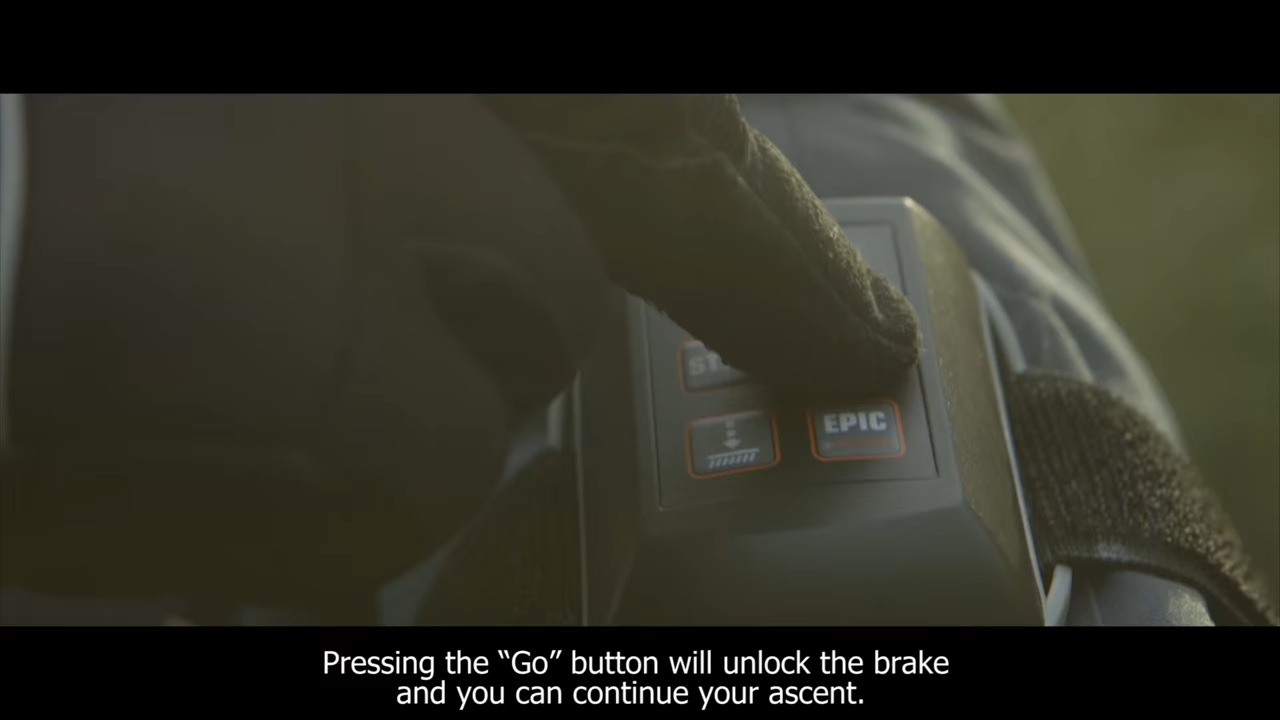 EPIC
Pressing the “Go” button will unlock the brake
and you can continue your ascent.